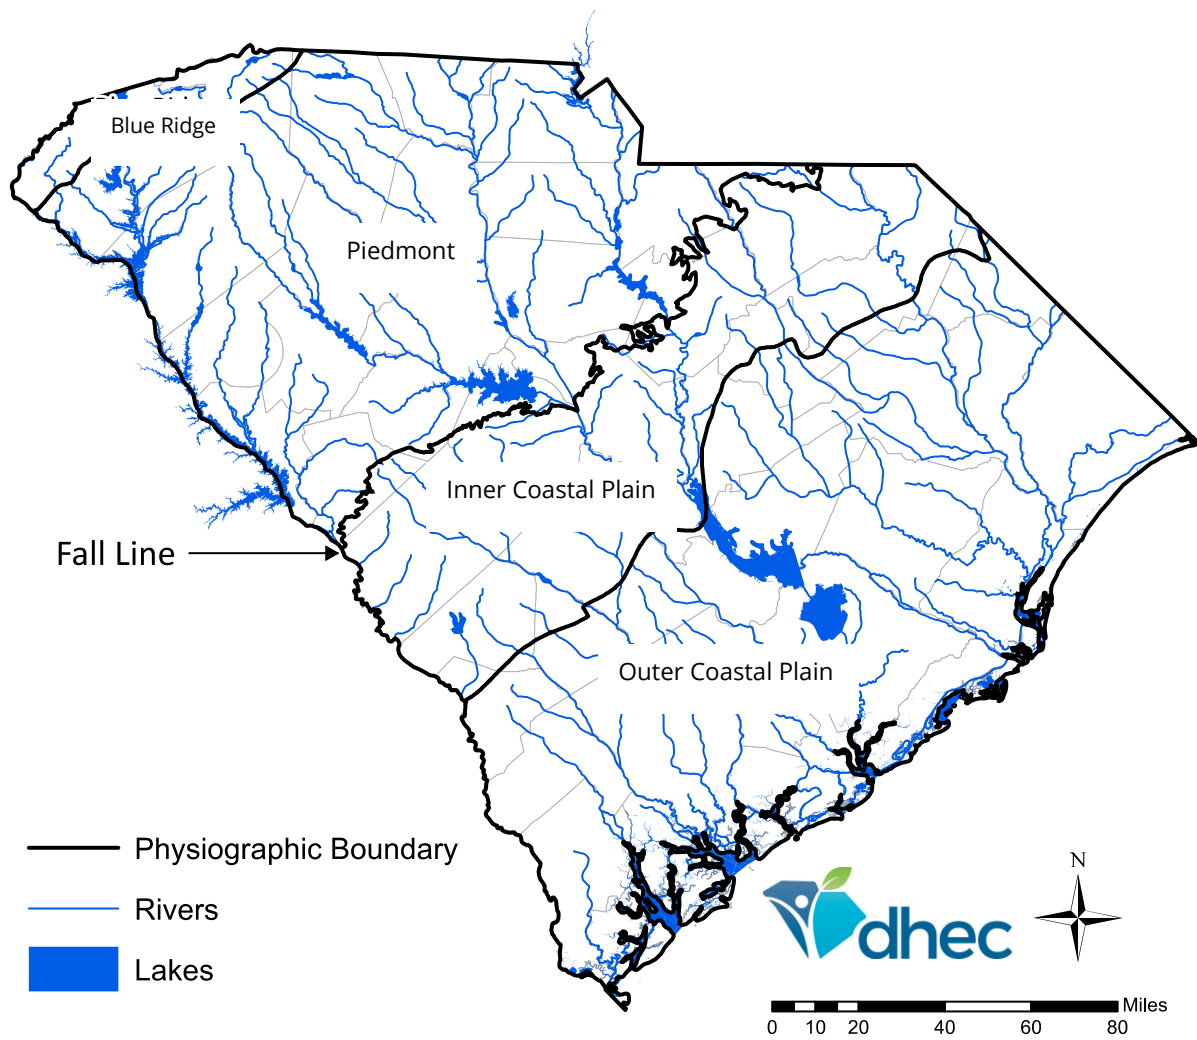 Blue Ridge
Piedmont
Inner Coastal Plain
Fall Line
Outer Coastal Plain
Physiographic Boundary
Rivers
Lakes
dhec
N
Miles
0 10 20 40 60 80